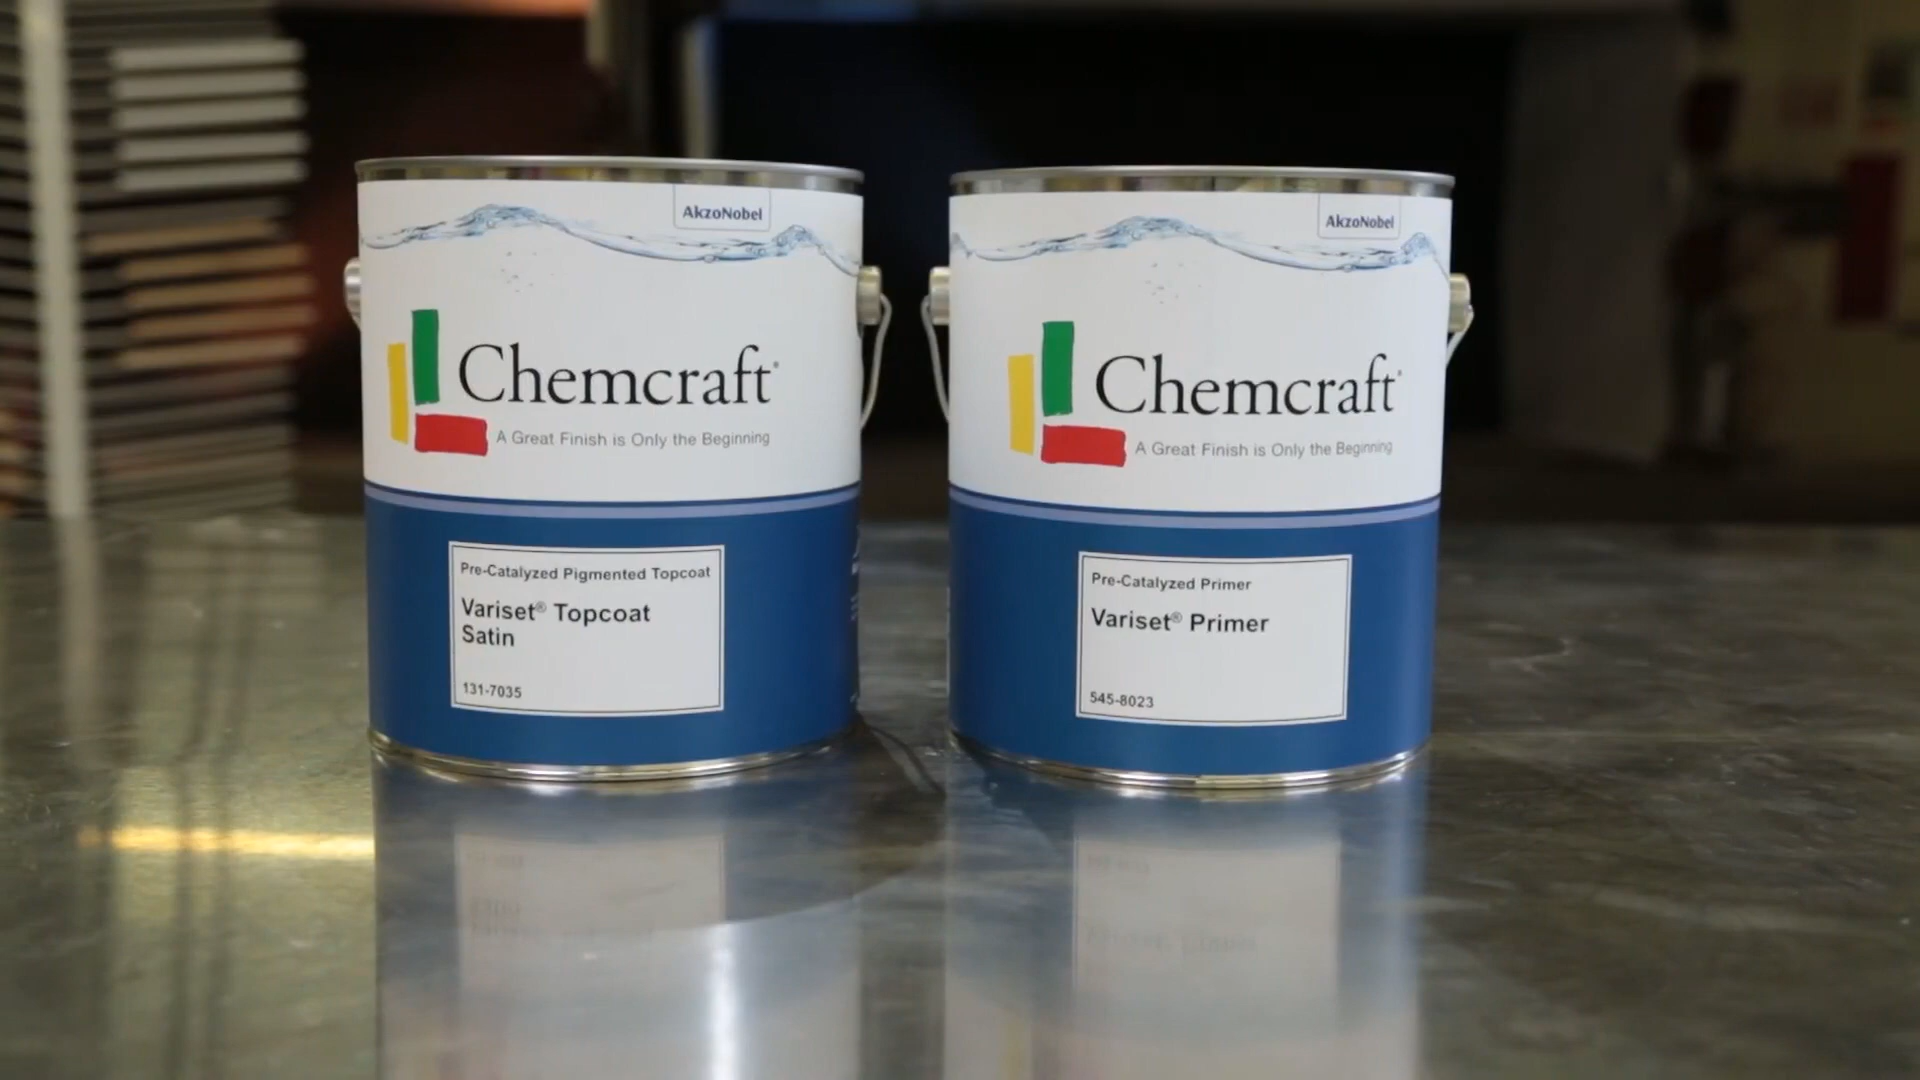 AkzoNobel
Chemcraft®
A Great Finish is Only the Beginning
Pre-Catalyzed Pigmented Topcoat
Variset® Topcoat
Satin
131-7035
AkzoNobel
Chemcraft®
A Great Finish is Only the Beginning
Pre-Catalyzed Primer
Variset® Primer
545-8023